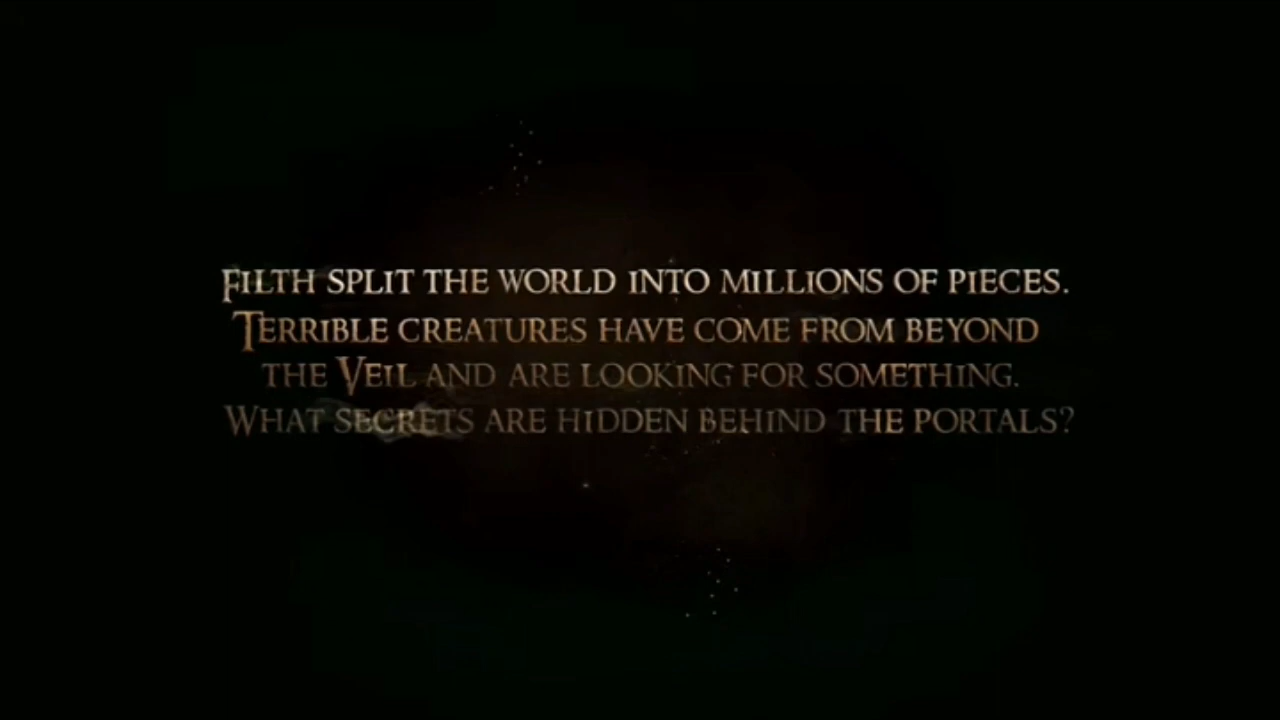 Filth split the world into millions of pieces.
Terrible creatures have come from beyond
the Veil and are looking for something.
What secrets are hidden behind the portals?